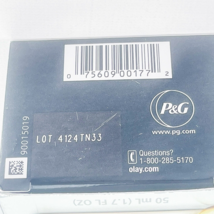 0 75609 00177 2
90015019
LOT 4124TN33
P&G
www.pg.com
Questions?
1-800-285-5170
olay.com
50 mL (1.7 FL OZ)